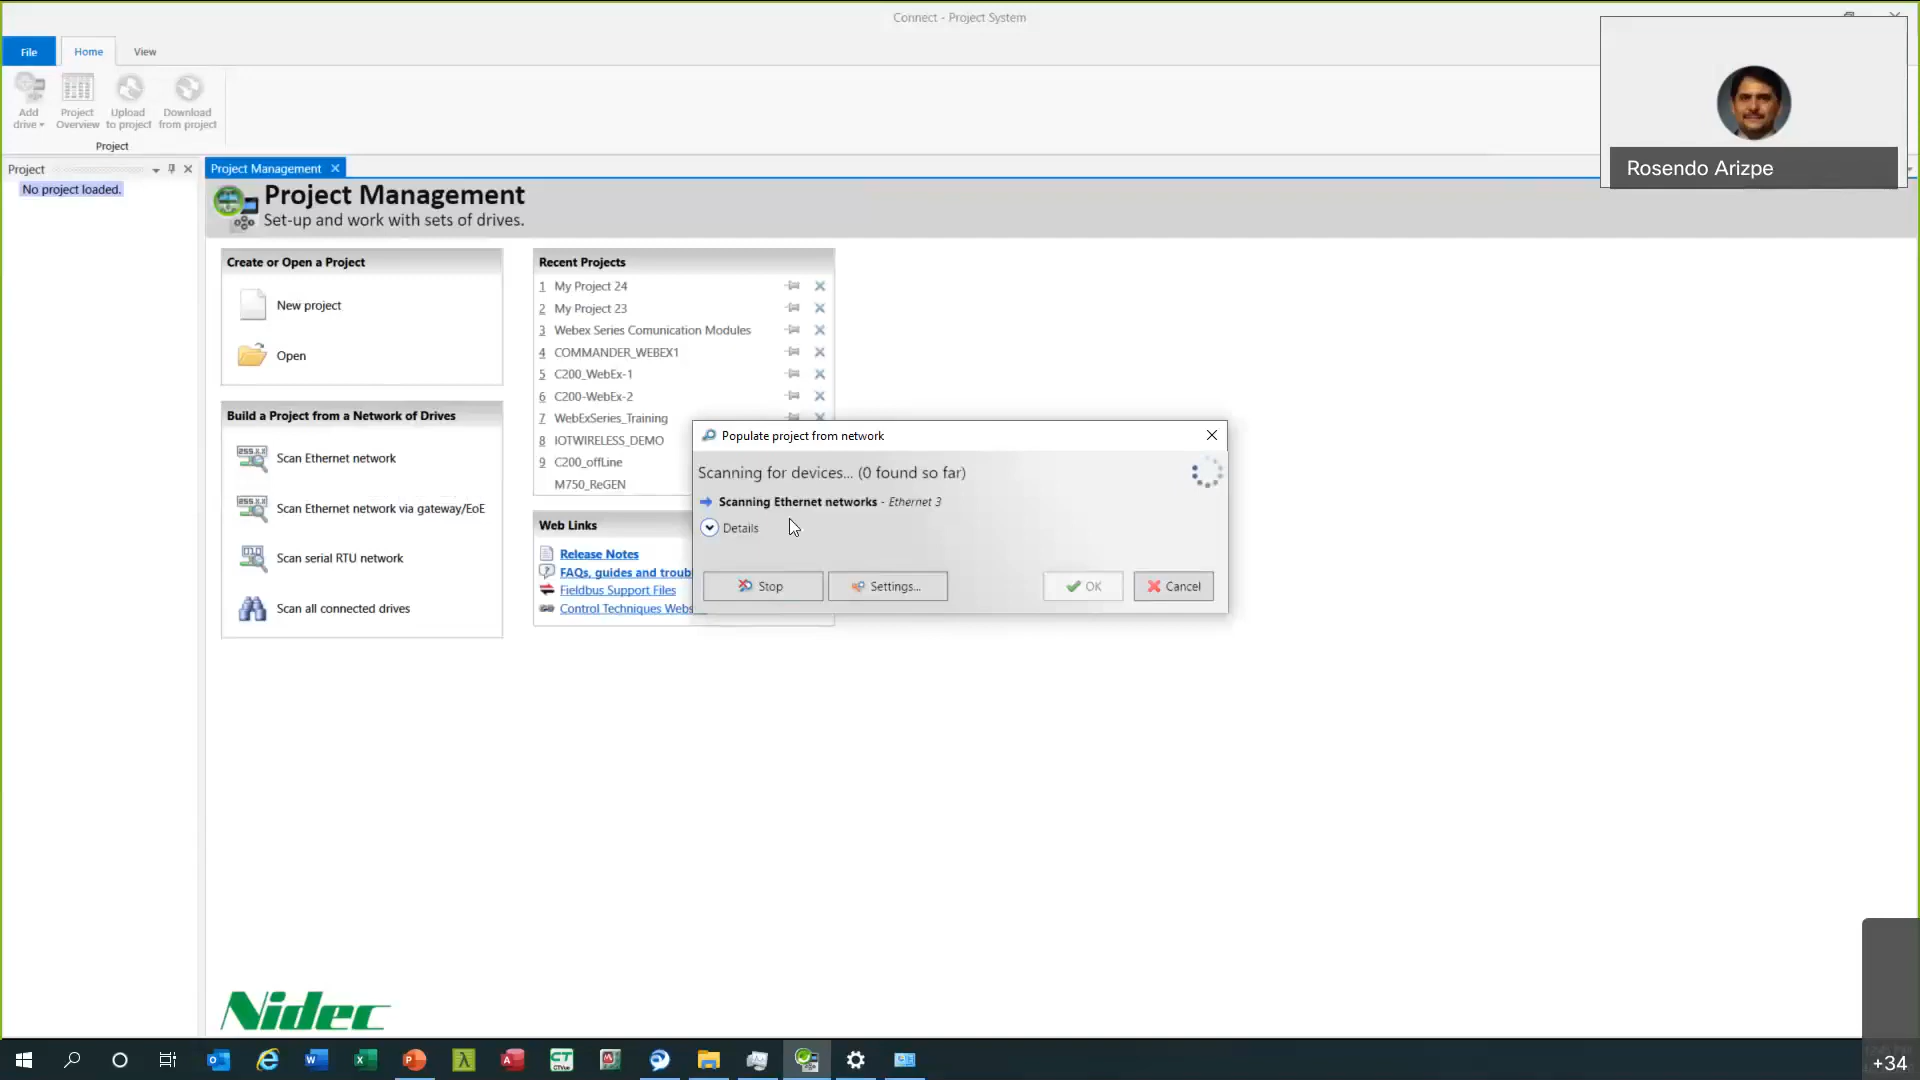 Connect - Project System
File
Home
View
Add drive
Project Overview
Upload to project
Download from project
Project
Rosendo Arizpe
Project
No project loaded.
Project Management
Project Management
Set-up and work with sets of drives.
Create or Open a Project
New project
Open
Recent Projects
1 My Project 24
2 My Project 23
3 Webex Series Comunication Modules
4 COMMANDER_WEBEX1
5 C200_WebEx-1
6 C200-WebEx-2
7 WebExSeries_Training
8 IOTWIRELESS_DEMO
9 C200_offLine
M750_ReGEN
Build a Project from a Network of Drives
Scan Ethernet network
Scan Ethernet network via gateway/EoE
Scan serial RTU network
Scan all connected drives
Web Links
Release Notes
FAQs, guides and troub
Fieldbus Support Files
Control Techniques Webs
Populate project from network
Scanning for devices... (0 found so far)
Scanning Ethernet networks - Ethernet 3
Details
Stop
Settings...
OK
Cancel
Nidec
+34